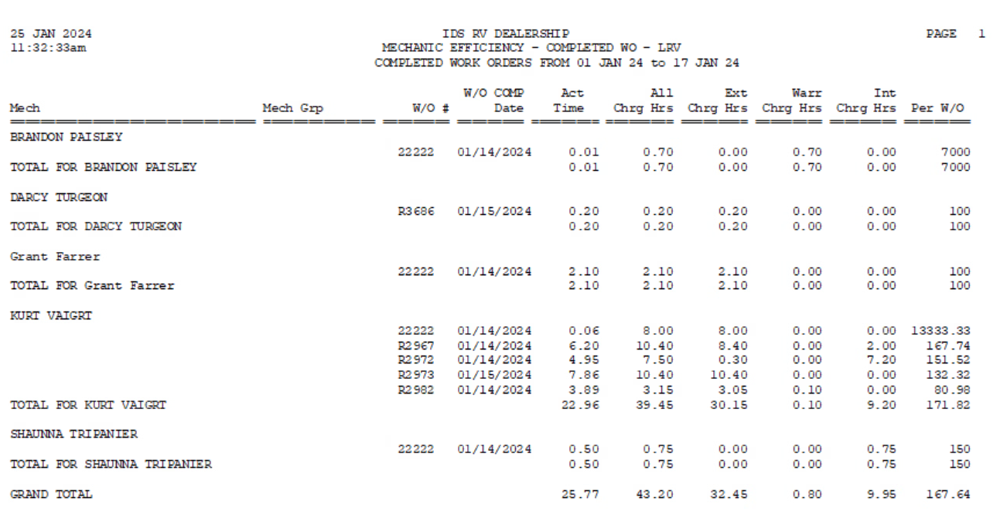 25 JAN 2024 IDS RV DEALERSHIP PAGE 1
11:32:33am MECHANIC EFFICIENCY - COMPLETED WO - LRV
COMPLETED WORK ORDERS FROM 01 JAN 24 to 17 JAN 24
W/O COMP Act All Ext Warr Int
Mech Mech Grp W/O # Date Time Chrg Hrs Chrg Hrs Chrg Hrs Chrg Hrs Per W/O
BRANDON PAISLEY
22222 01/14/2024 0.01 0.70 0.00 0.70 0.00 7000
TOTAL FOR BRANDON PAISLEY 0.01 0.70 0.00 0.70 0.00 7000
DARCY TURGEON
R3686 01/15/2024 0.20 0.20 0.20 0.00 0.00 100
TOTAL FOR DARCY TURGEON 0.20 0.20 0.20 0.00 0.00 100
Grant Farrer
22222 01/14/2024 2.10 2.10 2.10 0.00 0.00 100
TOTAL FOR Grant Farrer 2.10 2.10 2.10 0.00 0.00 100
KURT VAIGRT
22222 01/14/2024 0.06 8.00 8.00 0.00 0.00 13333.33
R2967 01/14/2024 6.20 10.40 8.40 0.00 2.00 167.74
R2972 01/14/2024 4.95 7.50 0.30 0.00 7.20 151.52
R2973 01/15/2024 7.86 10.40 10.40 0.00 0.00 132.32
R2982 01/14/2024 3.89 3.15 3.05 0.10 0.00 80.98
TOTAL FOR KURT VAIGRT 22.96 39.45 30.15 0.10 9.20 171.82
SHAUNNA TRIPANIER
22222 01/14/2024 0.50 0.75 0.00 0.00 0.75 150
TOTAL FOR SHAUNNA TRIPANIER 0.50 0.75 0.00 0.00 0.75 150
GRAND TOTAL 25.77 43.20 32.45 0.80 9.95 167.64